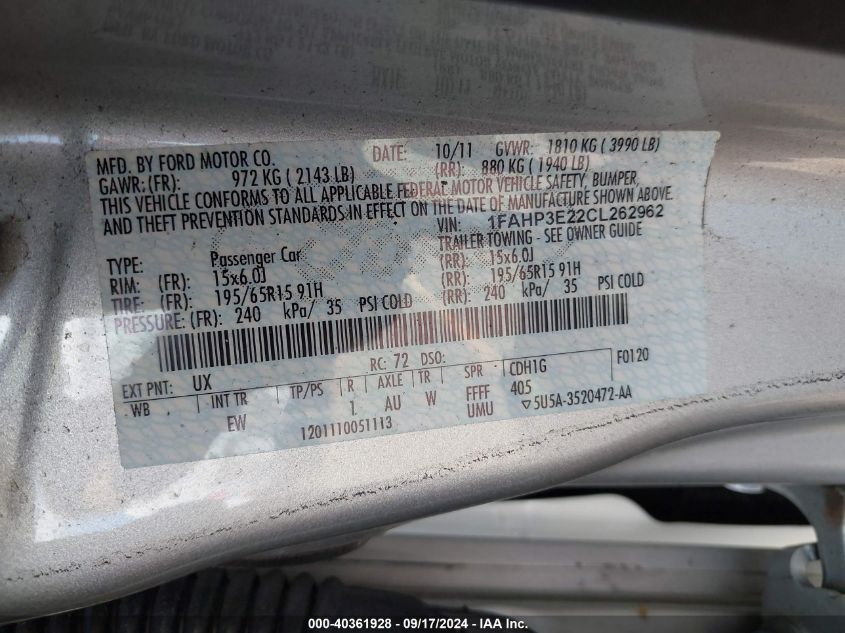 MFD. BY FORD MOTOR CO.
DATE: 10/11 GVWR: 1810 KG ( 3990 LB)
GAWR: (FR): 972 KG ( 2143 LB) (RR): 880 KG ( 1940 LB)
THIS VEHICLE CONFORMS TO ALL APPLICABLE FEDERAL MOTOR VEHICLE SAFETY, BUMPER,
AND THEFT PREVENTION STANDARDS IN EFFECT ON THE DATE OF MANUFACTURE SHOWN ABOVE.
VIN: 1FAHP3E22CL262962
TYPE: Passenger Car TRAILER TOWING - SEE OWNER GUIDE
RIM: (FR): 15x6.0J (RR): 15x6.0J
TIRE: (FR): 195/65R15 91H (RR): 195/65R15 91H
PRESSURE: (FR): 240 kPa/ 35 PSI COLD (RR): 240 kPa/ 35 PSI COLD
EXT PNT: UX RC: 72 DSO: F0120
WB INT TR TP/PS R AXLE TR SPR CDH1G
EW 1 AU W FFFF 405
UMU ▽5U5A-3520472-AA
1201110051113
000-40361928 - 09/17/2024 - IAA Inc.